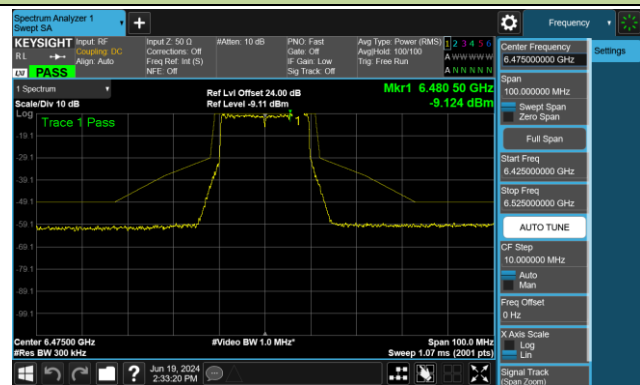 Spectrum Analyzer 1
Swept SA
Frequency
KEYSIGHT
RL
LXI
PASS
Input: RF
Coupling: DC
Align: Auto
Input Z: 50 Ω
Corrections: Off
Freq Ref: Int (S)
NFE: Off
#Atten: 10 dB
PNO: Fast
Gate: Off
IF Gain: Low
Sig Track: Off
Avg Type: Power (RMS)
Avg|Hold: 100/100
Trig: Free Run
1 2 3 4 5 6
A W W W W W
A N N N N N
1 Spectrum
Scale/Div 10 dB
Ref Lvl Offset 24.00 dB
Ref Level -9.11 dBm
Mkr1 6.480 50 GHz
-9.124 dBm
Log
Trace 1 Pass
1
-19.1
-29.1
-39.1
-49.1
-59.1
-69.1
-79.1
-89.1
-99.1
Center 6.47500 GHz
#Res BW 300 kHz
#Video BW 1.0 MHz*
Span 100.0 MHz
Sweep 1.07 ms (2001 pts)
Jun 19, 2024
2:33:20 PM
Center Frequency
6.475000000 GHz
Settings
Span
100.000000 MHz
Swept Span
Zero Span
Full Span
Start Freq
6.425000000 GHz
Stop Freq
6.525000000 GHz
AUTO TUNE
CF Step
10.000000 MHz
Auto
Man
Freq Offset
0 Hz
X Axis Scale
Log
Lin
Signal Track
(Span Zoom)